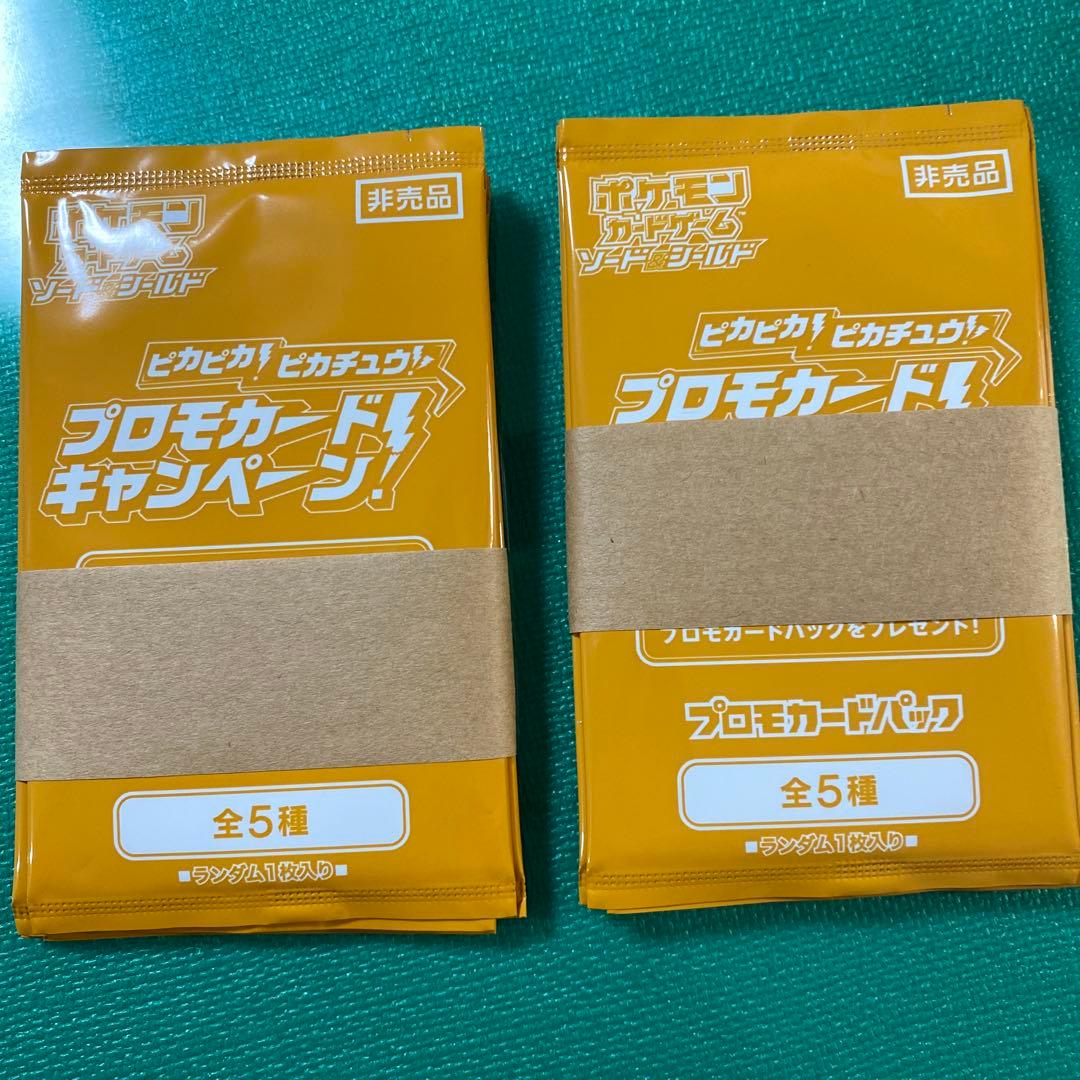 非売品
ポケモン
カードゲーム
ソード&シールド
ピカピカ! ピカチュウ!
プロモカード
キャンペーン!
全5種
■ランダム1枚入り■
非売品
ポケモン
カードゲーム™
ソード&シールド
ピカピカ! ピカチュウ!
プロモカード
プロモカードパックをプレゼント!
プロモカードパック
全5種
■ランダム1枚入り■